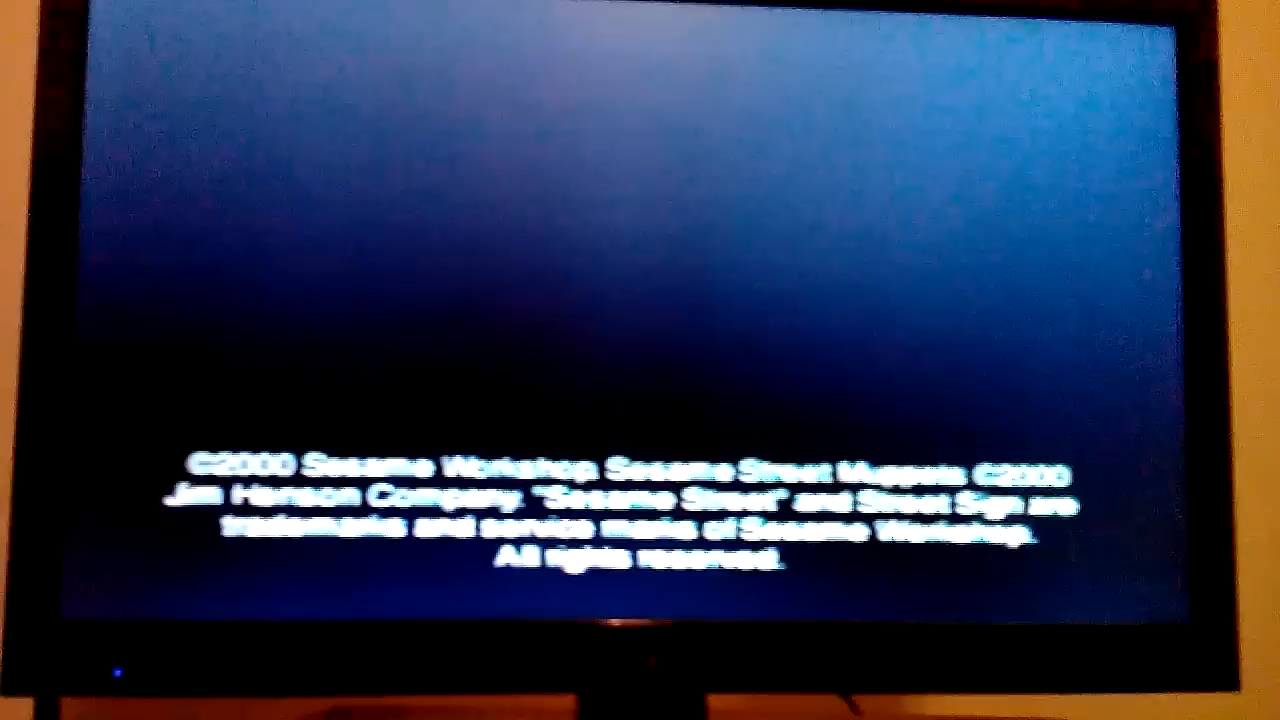 ©2000 Sesame Workshop. Sesame Street Muppets ©2000
Jim Henson Company. "Sesame Street" and Street Sign are
trademarks and service marks of Sesame Workshop.
All rights reserved.